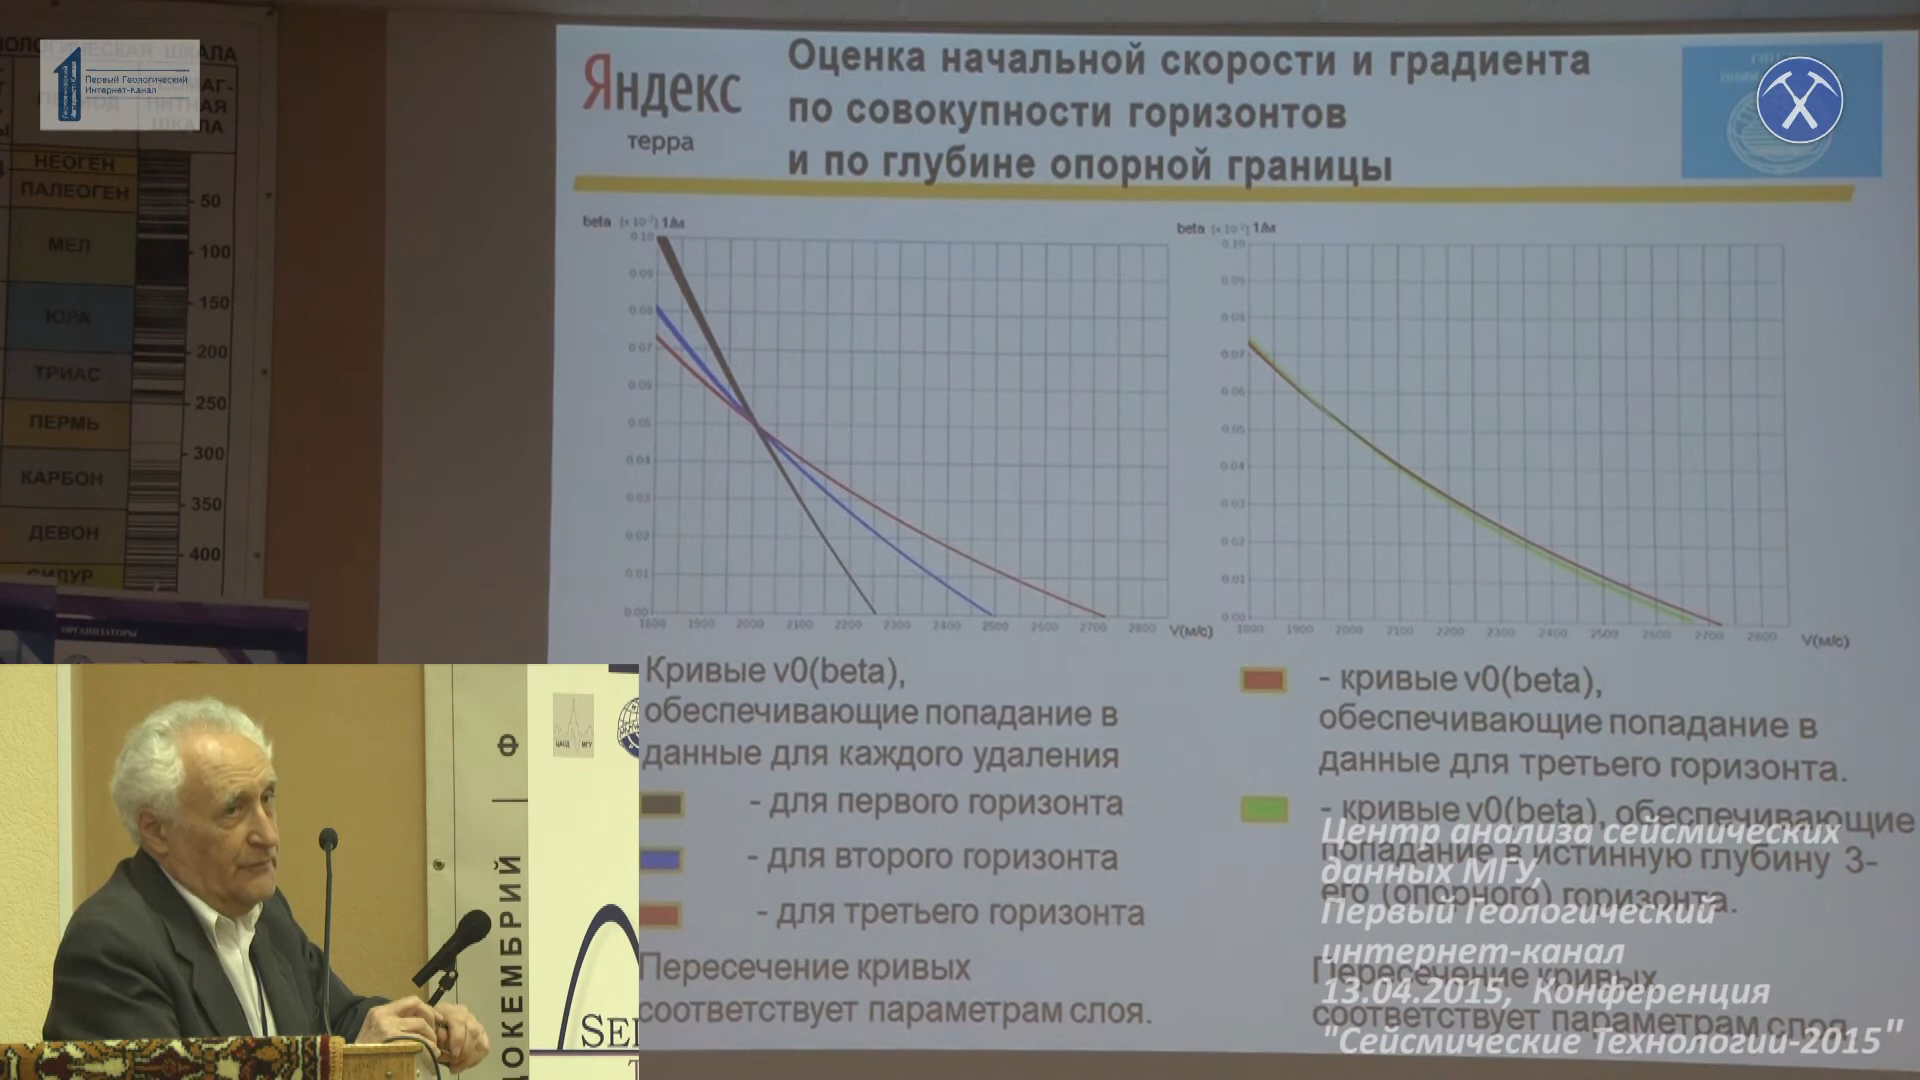 Первый Геологический
Интернет-Канал
ШКАЛА
НЕОГЕН
ПАЛЕОГЕН
МЕЛ
ЮРА
ТРИАС
ПЕРМЬ
КАРБОН
ДЕВОН
СИЛУР
50
100
150
200
250
300
350
400
ОРГАНИЗАТОРЫ
Яндекс
терра
Оценка начальной скорости и градиента
по совокупности горизонтов
и по глубине опорной границы
beta [x 10⁻²] 1/м
0.10
0.09
0.08
0.07
0.06
0.05
0.04
0.03
0.02
0.01
0.00
1800 1900 2000 2100 2200 2300 2400 2500 2600 2700 2800 V(м/с)
beta [x 10⁻²] 1/м
0.10
0.09
0.08
0.07
0.06
0.05
0.04
0.03
0.02
0.01
0.00
1800 1900 2000 2100 2200 2300 2400 2500 2600 2700 2800 V(м/с)
Кривые v0(beta),
обеспечивающие попадание в
данные для каждого удаления
- для первого горизонта
- для второго горизонта
- для третьего горизонта
Пересечение кривых
соответствует параметрам слоя.
- кривые v0(beta),
обеспечивающие попадание в
данные для третьего горизонта.
- кривые v0(beta), обеспечивающие
попадание в истинную глубину 3-
его (опорного) горизонта.
Пересечение кривых
соответствует параметрам слоя
Центр анализа сейсмических
данных МГУ,
Первый Геологический
интернет-канал
13.04.2015, Конференция
"Сейсмические Технологии-2015"
ЦАСД МГУ
Ф
ДОКЕМБРИЙ
SEI